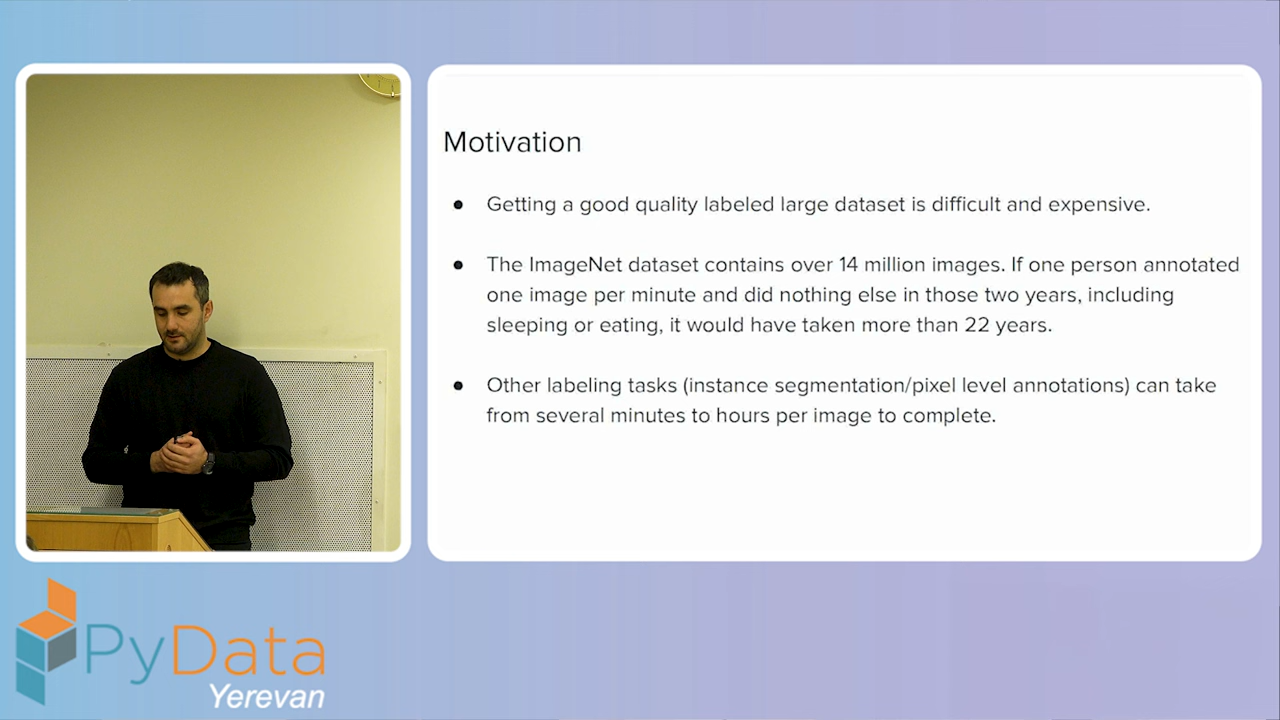 Motivation
● Getting a good quality labeled large dataset is difficult and expensive.
● The ImageNet dataset contains over 14 million images. If one person annotated
one image per minute and did nothing else in those two years, including
sleeping or eating, it would have taken more than 22 years.
● Other labeling tasks (instance segmentation/pixel level annotations) can take
from several minutes to hours per image to complete.
PyData
Yerevan